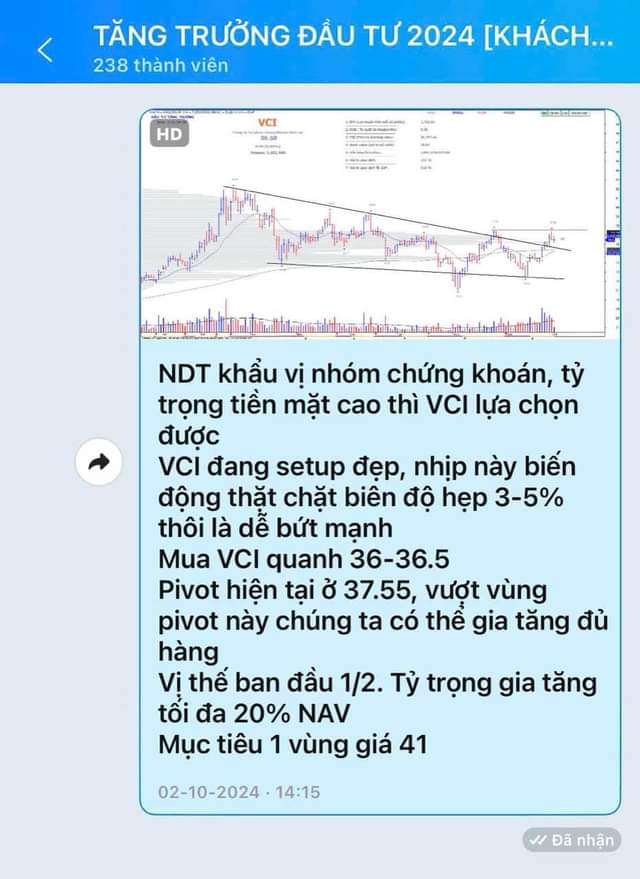 TĂNG TRƯỞNG ĐẦU TƯ 2024 [KHÁCH...
238 thành viên
HD
VCI
NDT khẩu vị nhóm chứng khoán, tỷ
trọng tiền mặt cao thì VCI lựa chọn
được
VCI đang setup đẹp, nhịp này biến
động thặt chặt biên độ hẹp 3-5%
thôi là dễ bứt mạnh
Mua VCI quanh 36-36.5
Pivot hiện tại ở 37.55, vượt vùng
pivot này chúng ta có thể gia tăng đủ
hàng
Vị thế ban đầu 1/2. Tỷ trọng gia tăng
tối đa 20% NAV
Mục tiêu 1 vùng giá 41
02-10-2024 · 14:15
Đã nhận